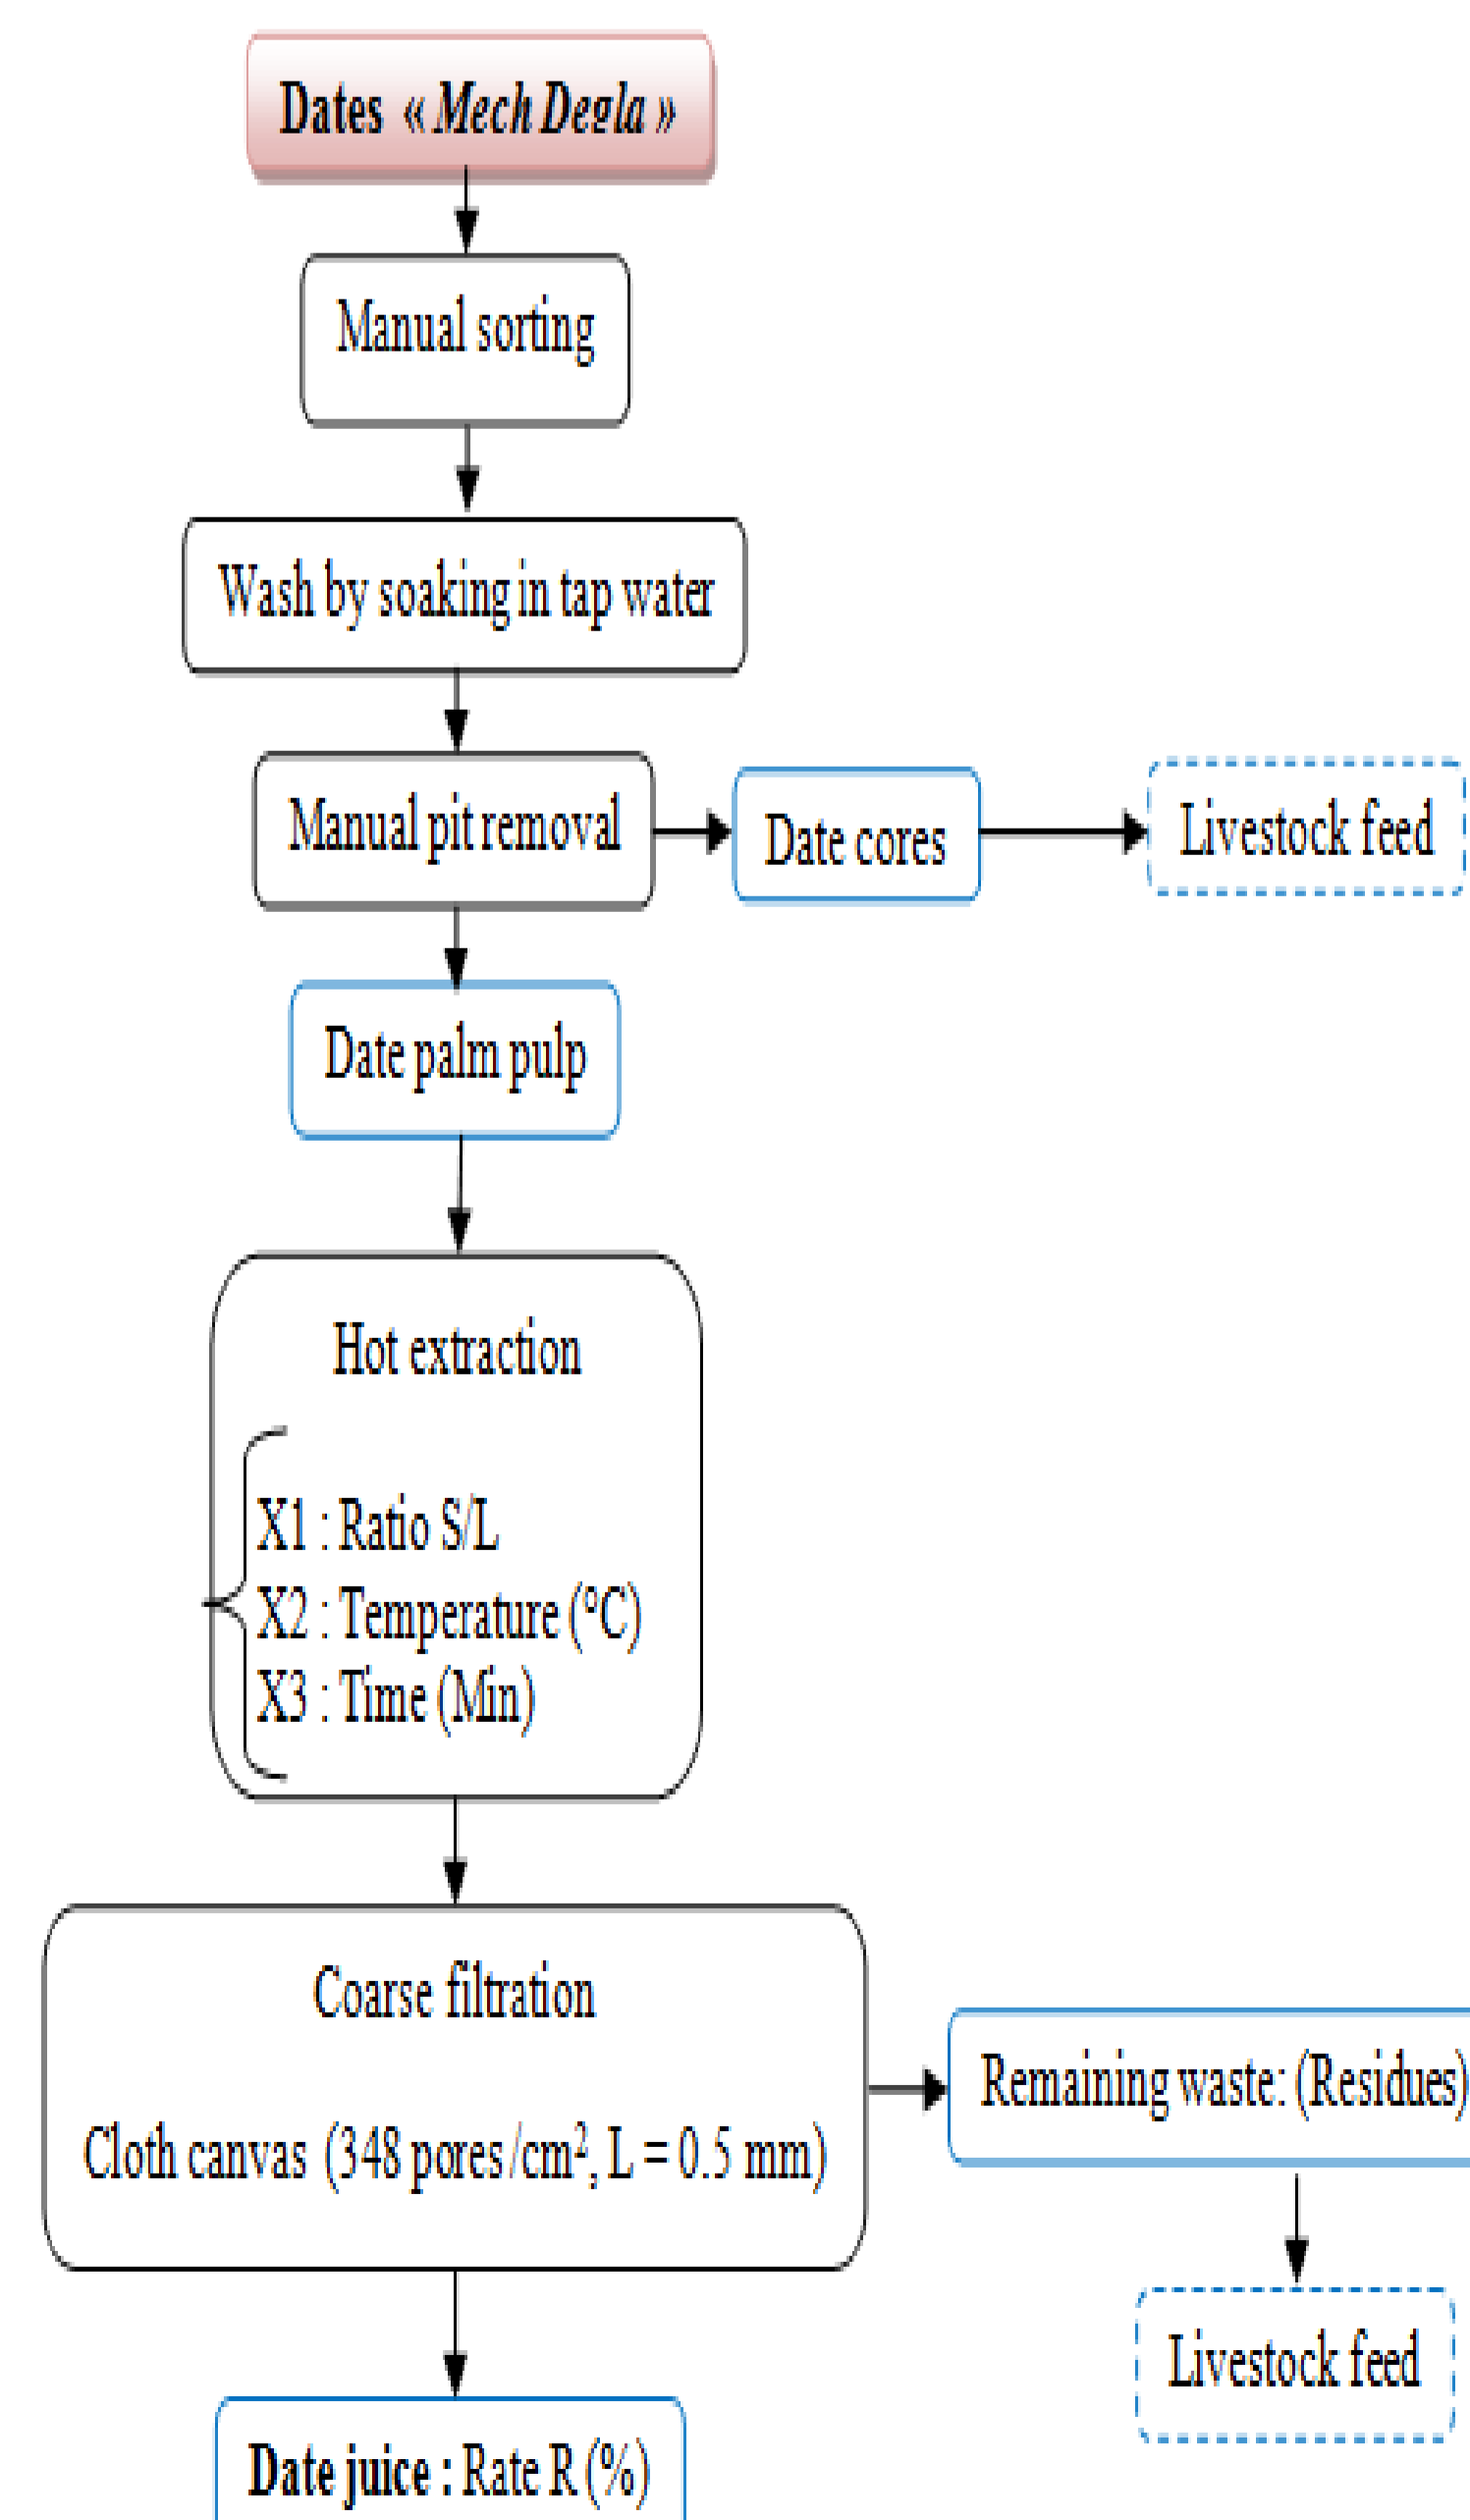 Dates « Mech Degla »
Manual sorting
Wash by soaking in tap water
Manual pit removal
Date cores
Livestock feed
Date palm pulp
Hot extraction
X1 : Ratio S/L
X2 : Temperature (°C)
X3 : Time (Min)
Coarse filtration
Cloth canvas (348 pores/cm², L = 0.5 mm)
Remaining waste: (Residues)
Livestock feed
Date juice : Rate R (%)